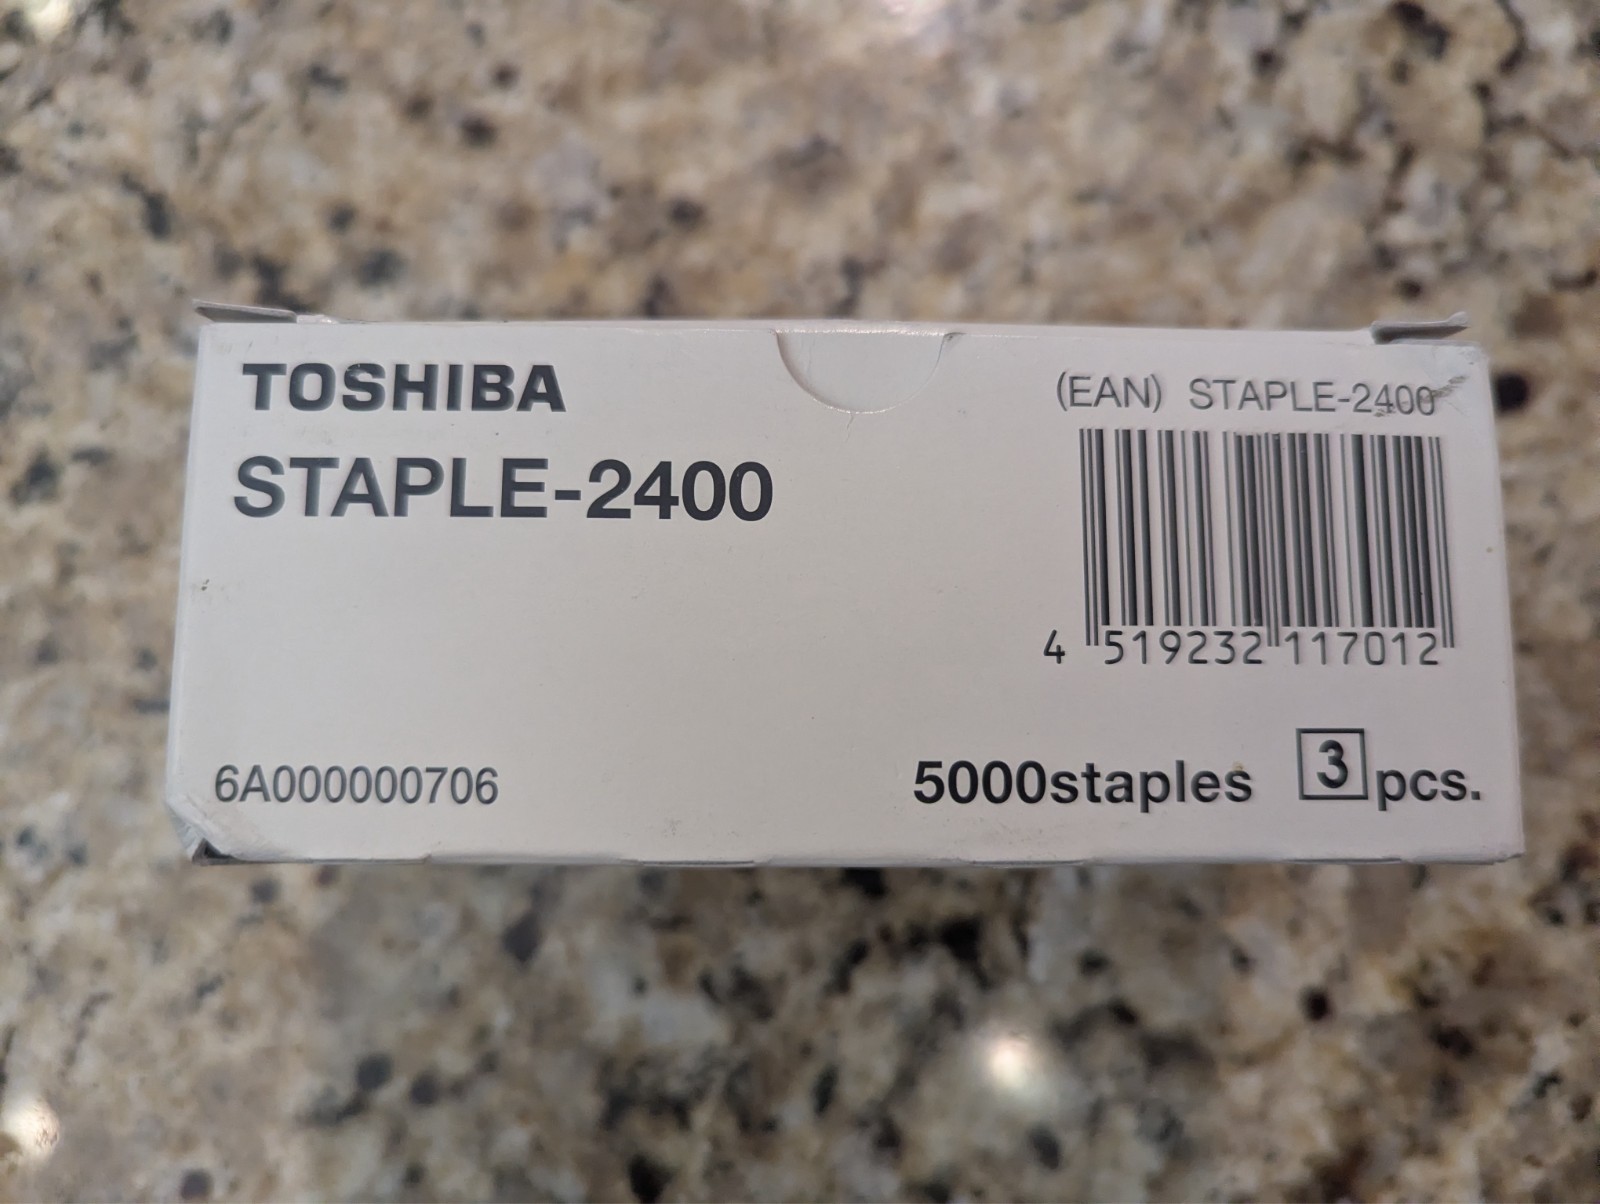 TOSHIBA
STAPLE-2400
(EAN) STAPLE-2400
4 519232 117012
6A000000706
5000staples 3 pcs.